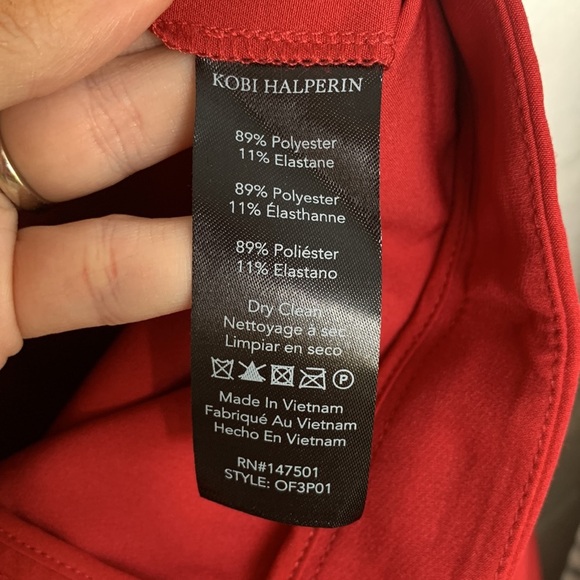 KOBI HALPERIN
89% Polyester
11% Elastane
89% Polyester
11% Élasthanne
89% Poliéster
11% Elastano
Dry Clean
Nettoyage à sec
Limpiar en seco
P
Made In Vietnam
Fabriqué Au Vietnam
Hecho En Vietnam
RN#147501
STYLE: OF3P01